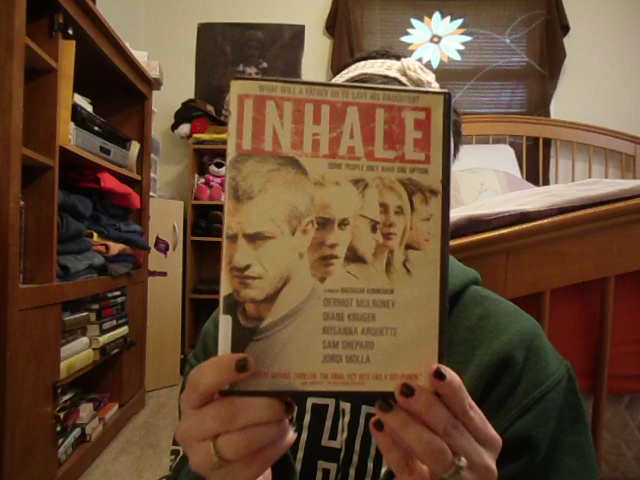 WHAT WILL A FATHER DO TO SAVE HIS DAUGHTER?
INHALE
SOME PEOPLE ONLY HAVE ONE OPTION.
DERMOT MULRONEY
DIANE KRUGER
ROSANNA ARQUETTE
SAM SHEPARD
JORDI MOLLA